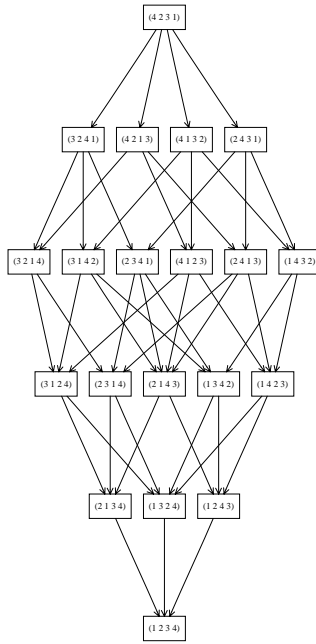 (4 2 3 1)
(3 2 4 1) (4 2 1 3) (4 1 3 2) (2 4 3 1)
(3 2 1 4) (3 1 4 2) (2 3 4 1) (4 1 2 3) (2 4 1 3) (1 4 3 2)
(3 1 2 4) (2 3 1 4) (2 1 4 3) (1 3 4 2) (1 4 2 3)
(2 1 3 4) (1 3 2 4) (1 2 4 3)
(1 2 3 4)